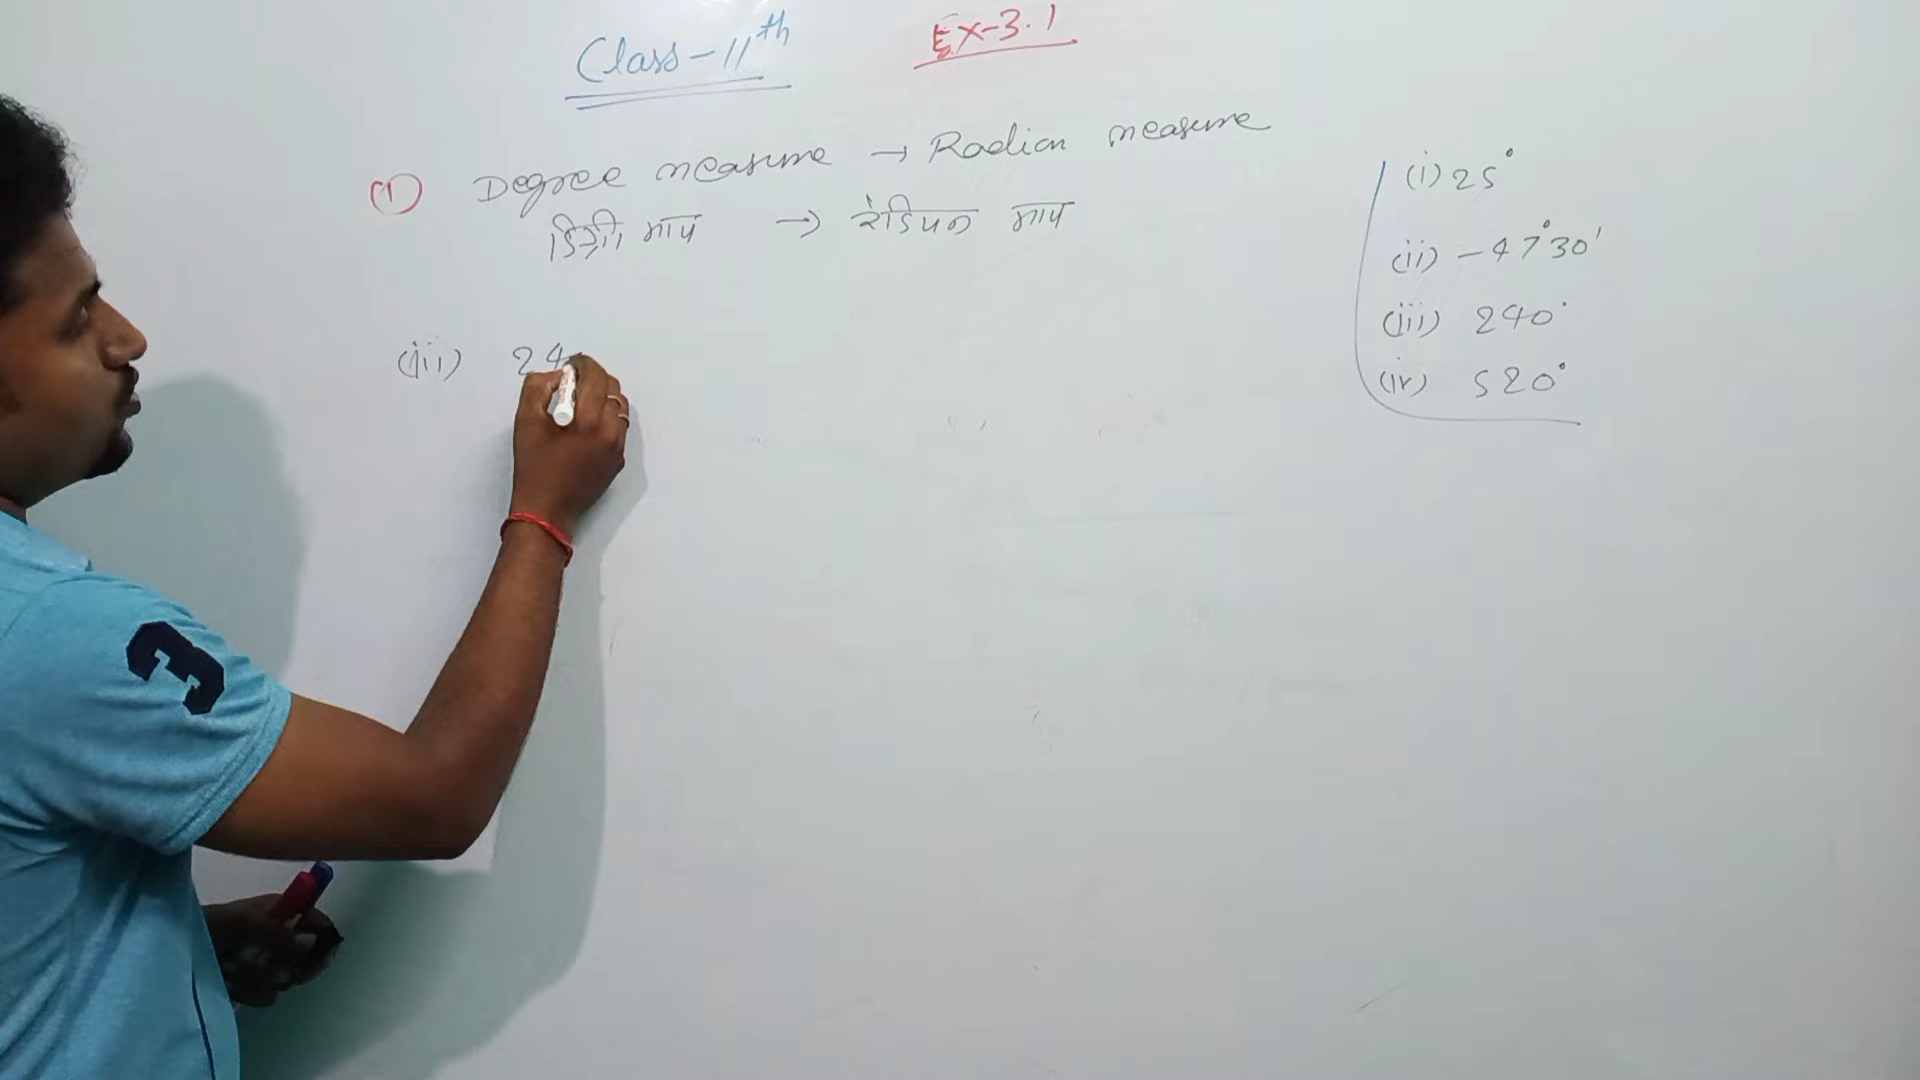 Class-11th
Ex-3.1
(1) Degree measure → Radian measure
डिग्री माप → रेडियन माप
(i) 25°
(ii) -47°30'
(iii) 240°
(iv) 520°
(iii) 24
3